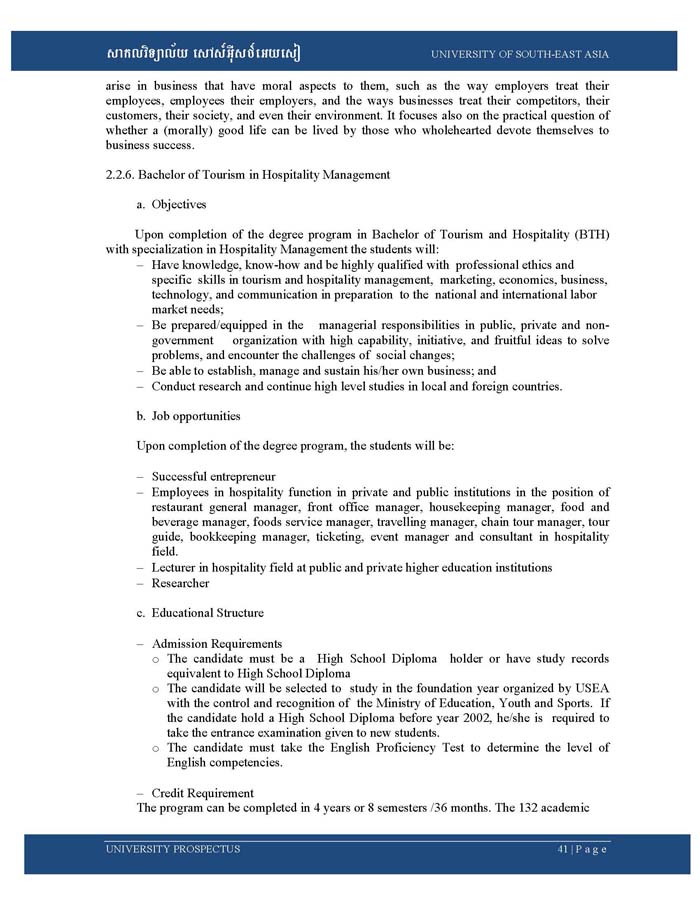 សាកលវិទ្យាល័យ សៅស៍អ៊ីសថ៍អេយសៀ UNIVERSITY OF SOUTH-EAST ASIA
arise in business that have moral aspects to them, such as the way employers treat their
employees, employees their employers, and the ways businesses treat their competitors, their
customers, their society, and even their environment. It focuses also on the practical question of
whether a (morally) good life can be lived by those who wholehearted devote themselves to
business success.
2.2.6. Bachelor of Tourism in Hospitality Management
a. Objectives
Upon completion of the degree program in Bachelor of Tourism and Hospitality (BTH)
with specialization in Hospitality Management the students will:
– Have knowledge, know-how and be highly qualified with professional ethics and
specific skills in tourism and hospitality management, marketing, economics, business,
technology, and communication in preparation to the national and international labor
market needs;
– Be prepared/equipped in the managerial responsibilities in public, private and non-
government organization with high capability, initiative, and fruitful ideas to solve
problems, and encounter the challenges of social changes;
– Be able to establish, manage and sustain his/her own business; and
– Conduct research and continue high level studies in local and foreign countries.
b. Job opportunities
Upon completion of the degree program, the students will be:
– Successful entrepreneur
– Employees in hospitality function in private and public institutions in the position of
restaurant general manager, front office manager, housekeeping manager, food and
beverage manager, foods service manager, travelling manager, chain tour manager, tour
guide, bookkeeping manager, ticketing, event manager and consultant in hospitality
field.
– Lecturer in hospitality field at public and private higher education institutions
– Researcher
c. Educational Structure
– Admission Requirements
o The candidate must be a High School Diploma holder or have study records
equivalent to High School Diploma
o The candidate will be selected to study in the foundation year organized by USEA
with the control and recognition of the Ministry of Education, Youth and Sports. If
the candidate hold a High School Diploma before year 2002, he/she is required to
take the entrance examination given to new students.
o The candidate must take the English Proficiency Test to determine the level of
English competencies.
– Credit Requirement
The program can be completed in 4 years or 8 semesters /36 months. The 132 academic
UNIVERSITY PROSPECTUS 41 | P a g e